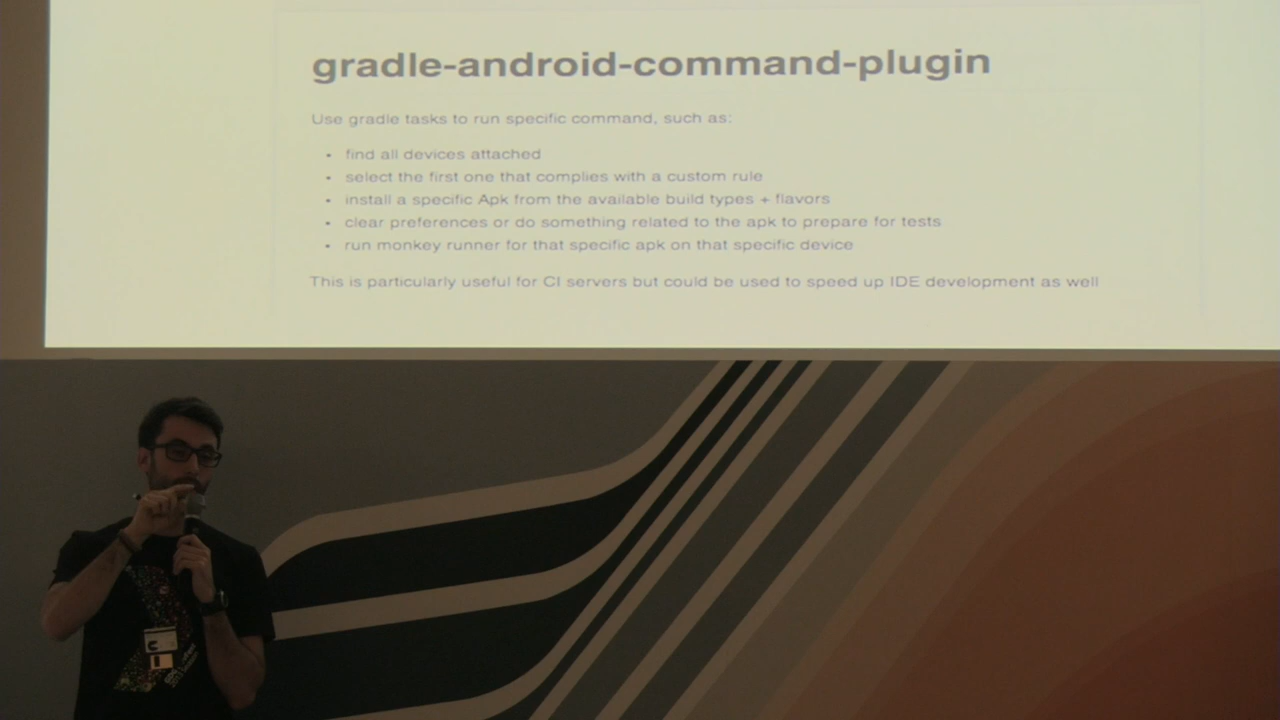 gradle-android-command-plugin
Use gradle tasks to run specific command, such as:
• find all devices attached
• select the first one that complies with a custom rule
• install a specific Apk from the available build types + flavors
• clear preferences or do something related to the apk to prepare for tests
• run monkey runner for that specific apk on that specific device
This is particularly useful for CI servers but could be used to speed up IDE development as well